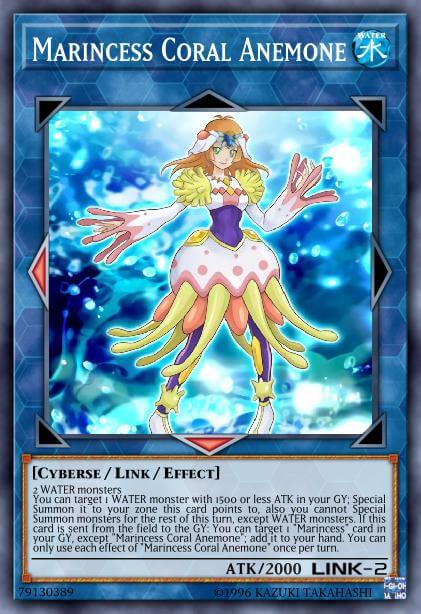 MARINCESS CORAL ANEMONE
WATER
水
[CYBERSE / LINK / EFFECT]
2 WATER monsters
You can target 1 WATER monster with 1500 or less ATK in your GY; Special
Summon it to your zone this card points to, also you cannot Special
Summon monsters for the rest of this turn, except WATER monsters. If this
card is sent from the field to the GY: You can target 1 "Marincess" card in
your GY, except "Marincess Coral Anemone"; add it to your hand. You can
only use each effect of "Marincess Coral Anemone" once per turn.
ATK/2000 LINK-2
79130389 ©1996 KAZUKI TAKAHASHI